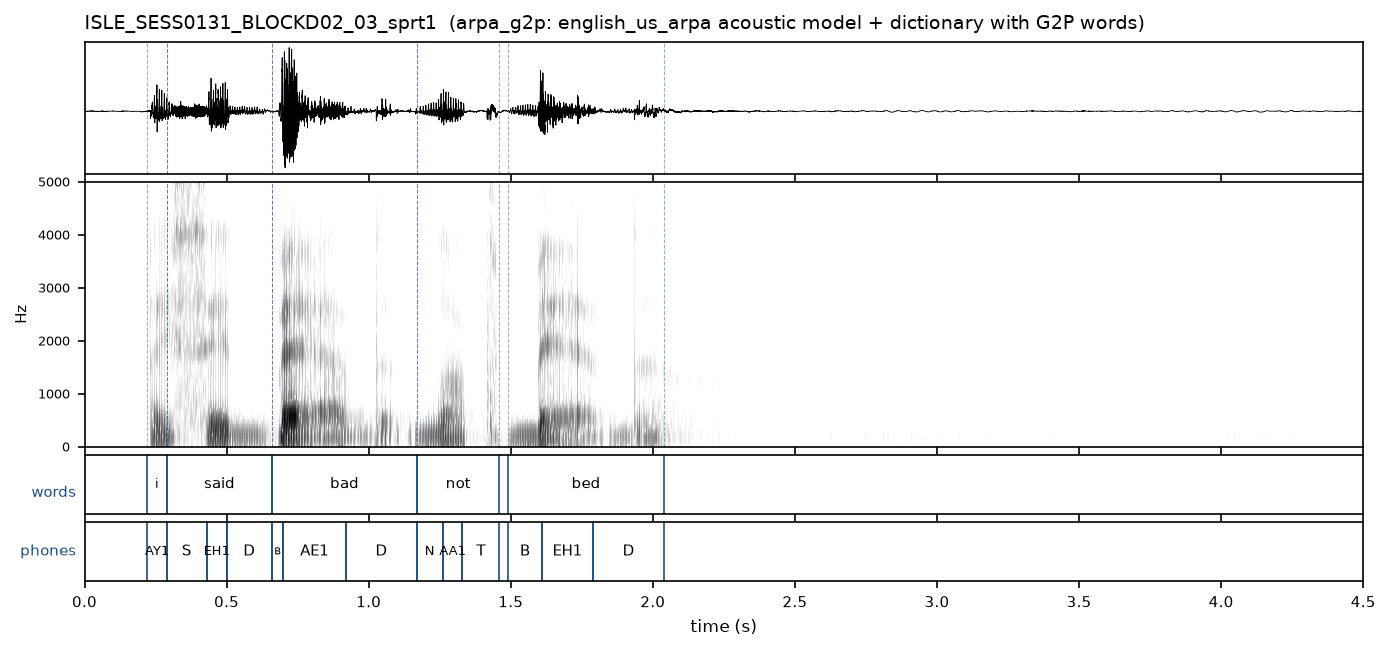 ISLE_SESS0131_BLOCKD02_03_sprt1 (arpa_g2p: english_us_arpa acoustic model + dictionary with G2P words)
5000
4000
3000
2000
1000
0
Hz
words
i said bad not bed
phones
AY1 S EH1 D B AE1 D N AA1 T B EH1 D
0.0 0.5 1.0 1.5 2.0 2.5 3.0 3.5 4.0 4.5
time (s)